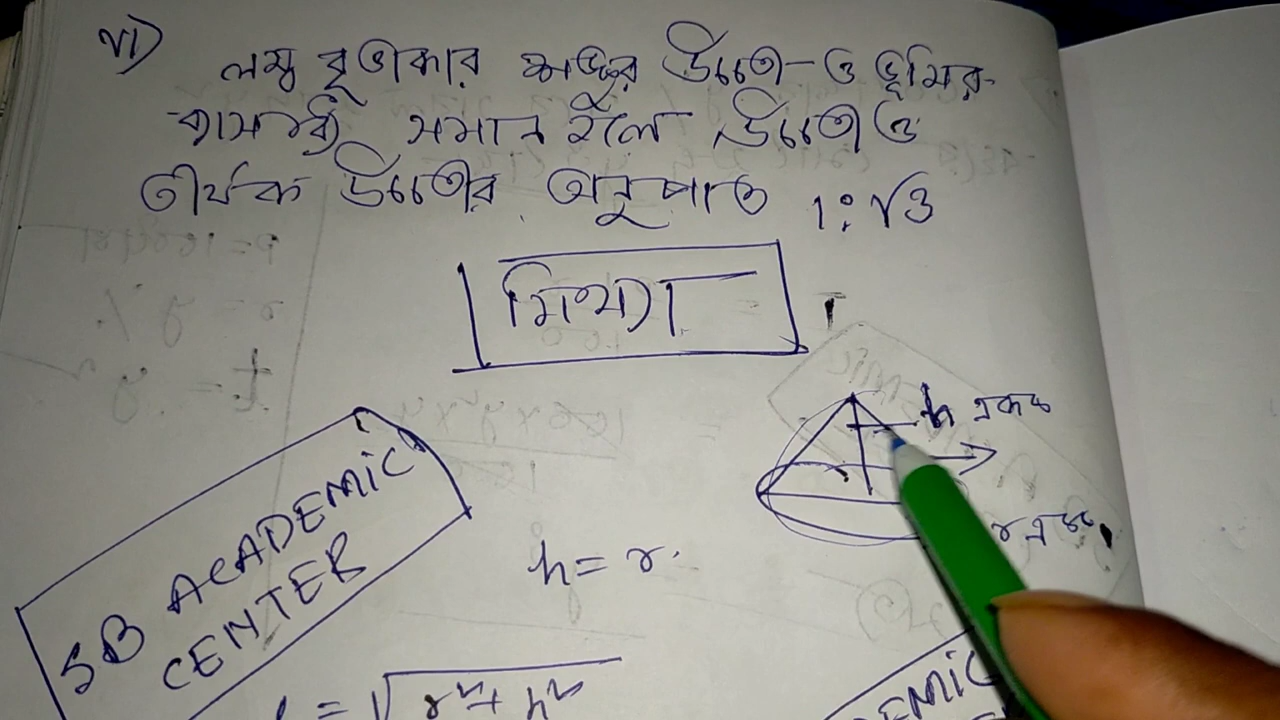 VI)
লম্ব বৃত্তাকার শঙ্কুর উচ্চতা ও ভূমির
ব্যাসার্ধ সমান হলে উচ্চতা ও
তীর্যক উচ্চতার অনুপাত 1:√3
মিথ্যা
h একক
r একক
SB ACADEMIC
CENTER
h = r.
l = √r²+h²